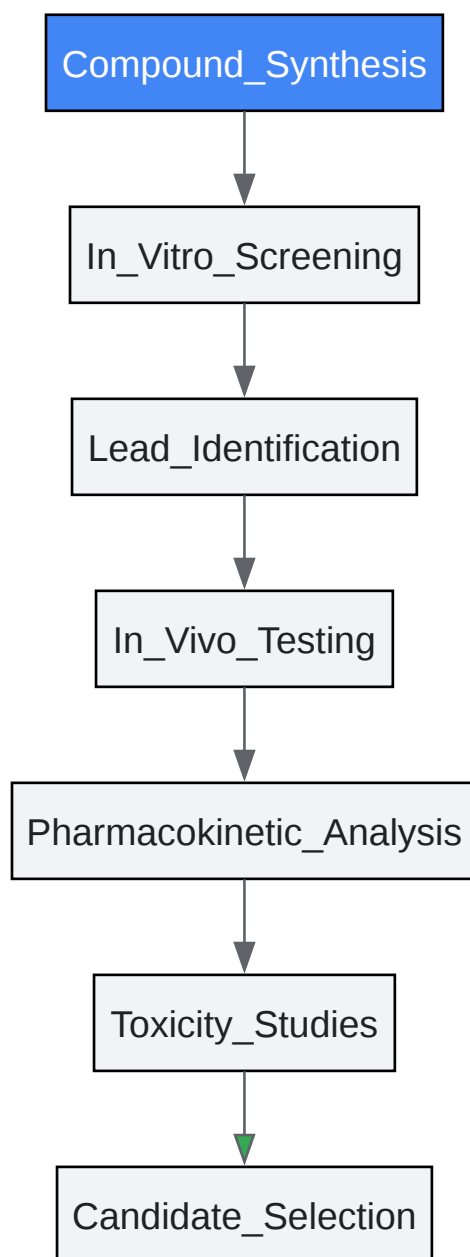 Compound_Synthesis
In_Vitro_Screening
Lead_Identification
In_Vivo_Testing
Pharmacokinetic_Analysis
Toxicity_Studies
Candidate_Selection